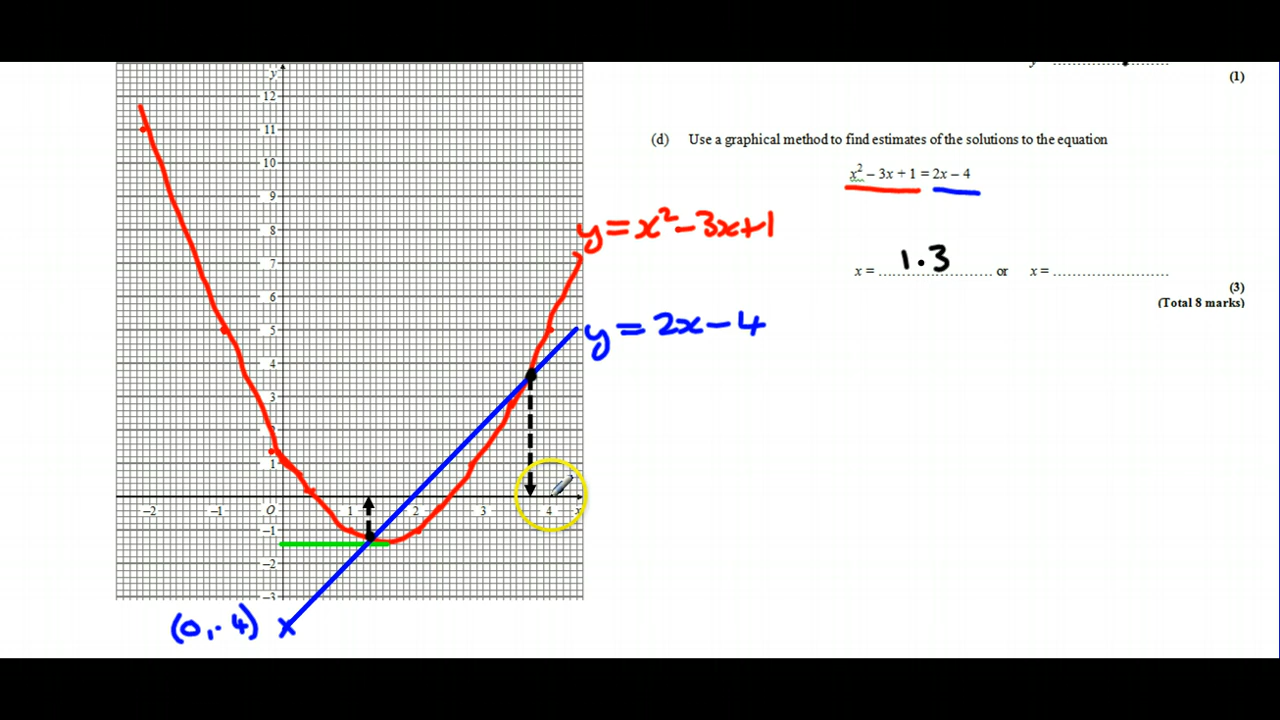 y
(1)
12
11
10
9
8
7
6
5
4
3
2
1
-2 -1 O 1 2 3 4 x
-1
-2
-3
(0,-4) x
y=x²-3x+1
y=2x-4
(d) Use a graphical method to find estimates of the solutions to the equation
x² – 3x + 1 = 2x – 4
x = 1.3 or x = ..............................
(3)
(Total 8 marks)